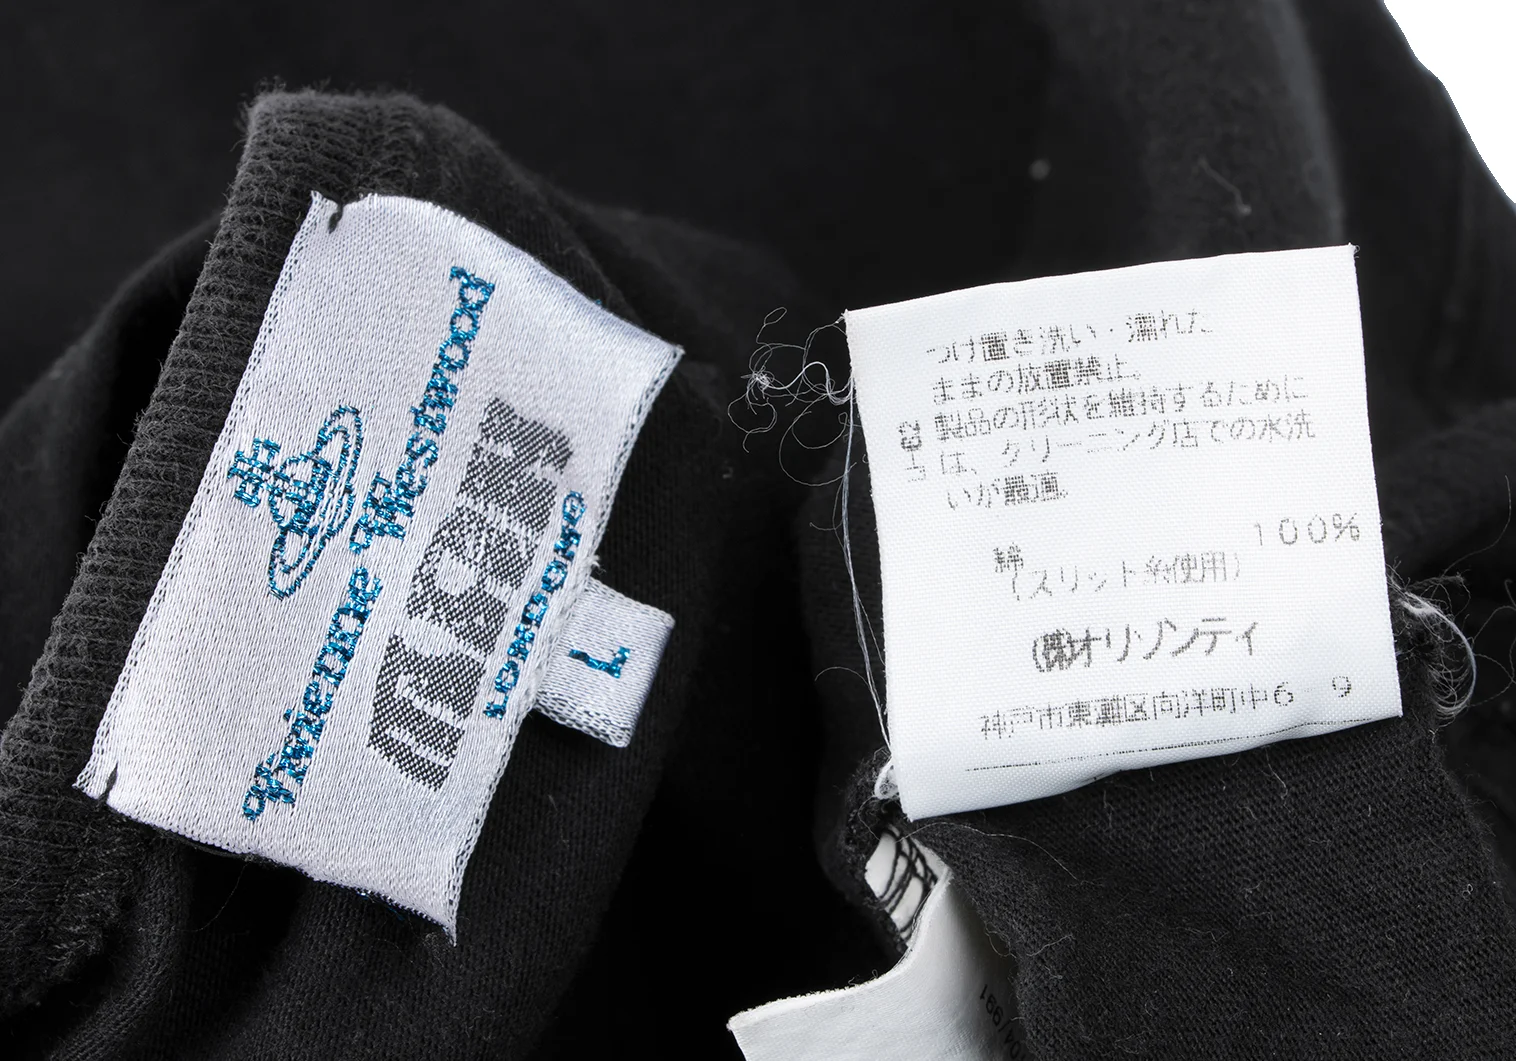 Vivienne Westwood
MAN
LONDON
L
つけ置き洗い・濡れた
ままの放置禁止。
製品の形状を維持するために
は、クリーニング店での水洗
いが最適。
綿
100%
(スリット糸使用)
㈱オリゾンティ
神戸市東灘区向洋町中6 9